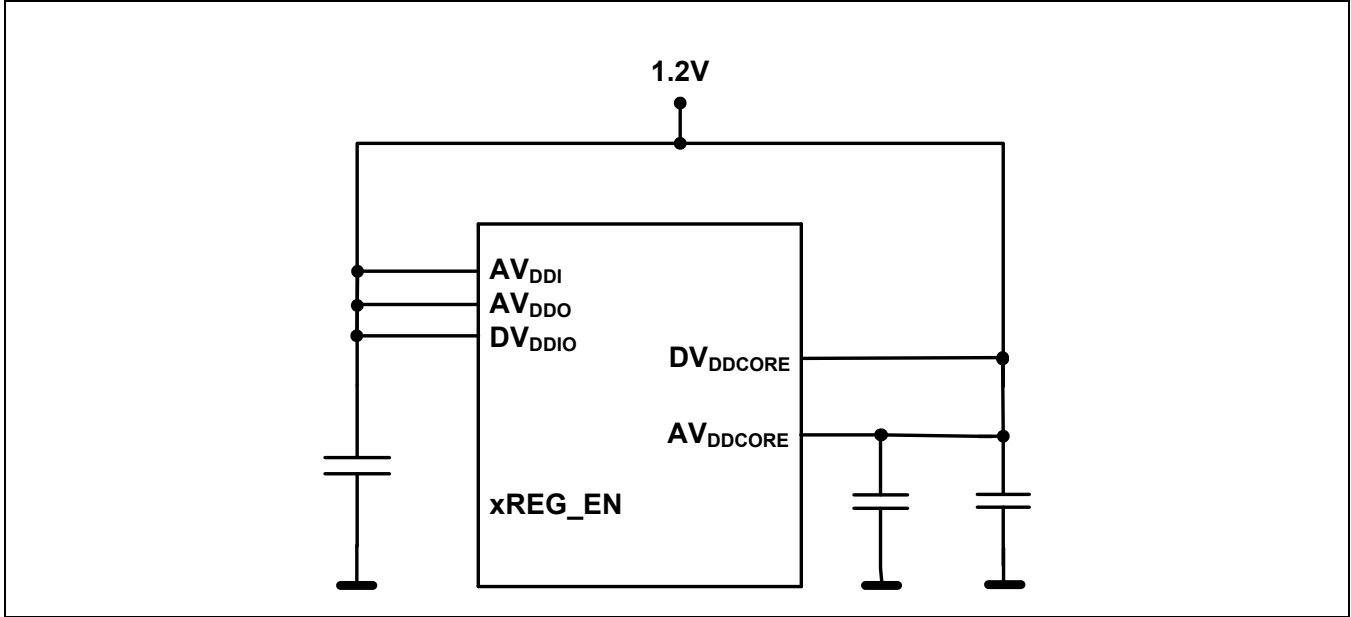 1.2V
AVDDI
AVDDO
DVDDIO
DVDDCORE
AVDDCORE
xREG_EN